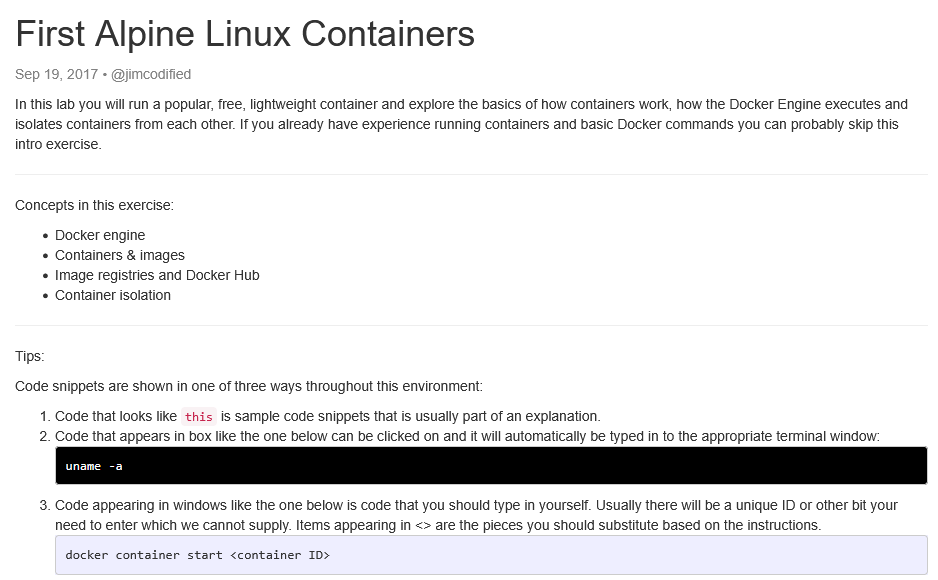 First Alpine Linux Containers
Sep 19, 2017 • @jimcodified
In this lab you will run a popular, free, lightweight container and explore the basics of how containers work, how the Docker Engine executes and
isolates containers from each other. If you already have experience running containers and basic Docker commands you can probably skip this
intro exercise.
Concepts in this exercise:
• Docker engine
• Containers & images
• Image registries and Docker Hub
• Container isolation
Tips:
Code snippets are shown in one of three ways throughout this environment:
1. Code that looks like this is sample code snippets that is usually part of an explanation.
2. Code that appears in box like the one below can be clicked on and it will automatically be typed in to the appropriate terminal window:
uname -a
3. Code appearing in windows like the one below is code that you should type in yourself. Usually there will be a unique ID or other bit your
need to enter which we cannot supply. Items appearing in <> are the pieces you should substitute based on the instructions.
docker container start <container ID>